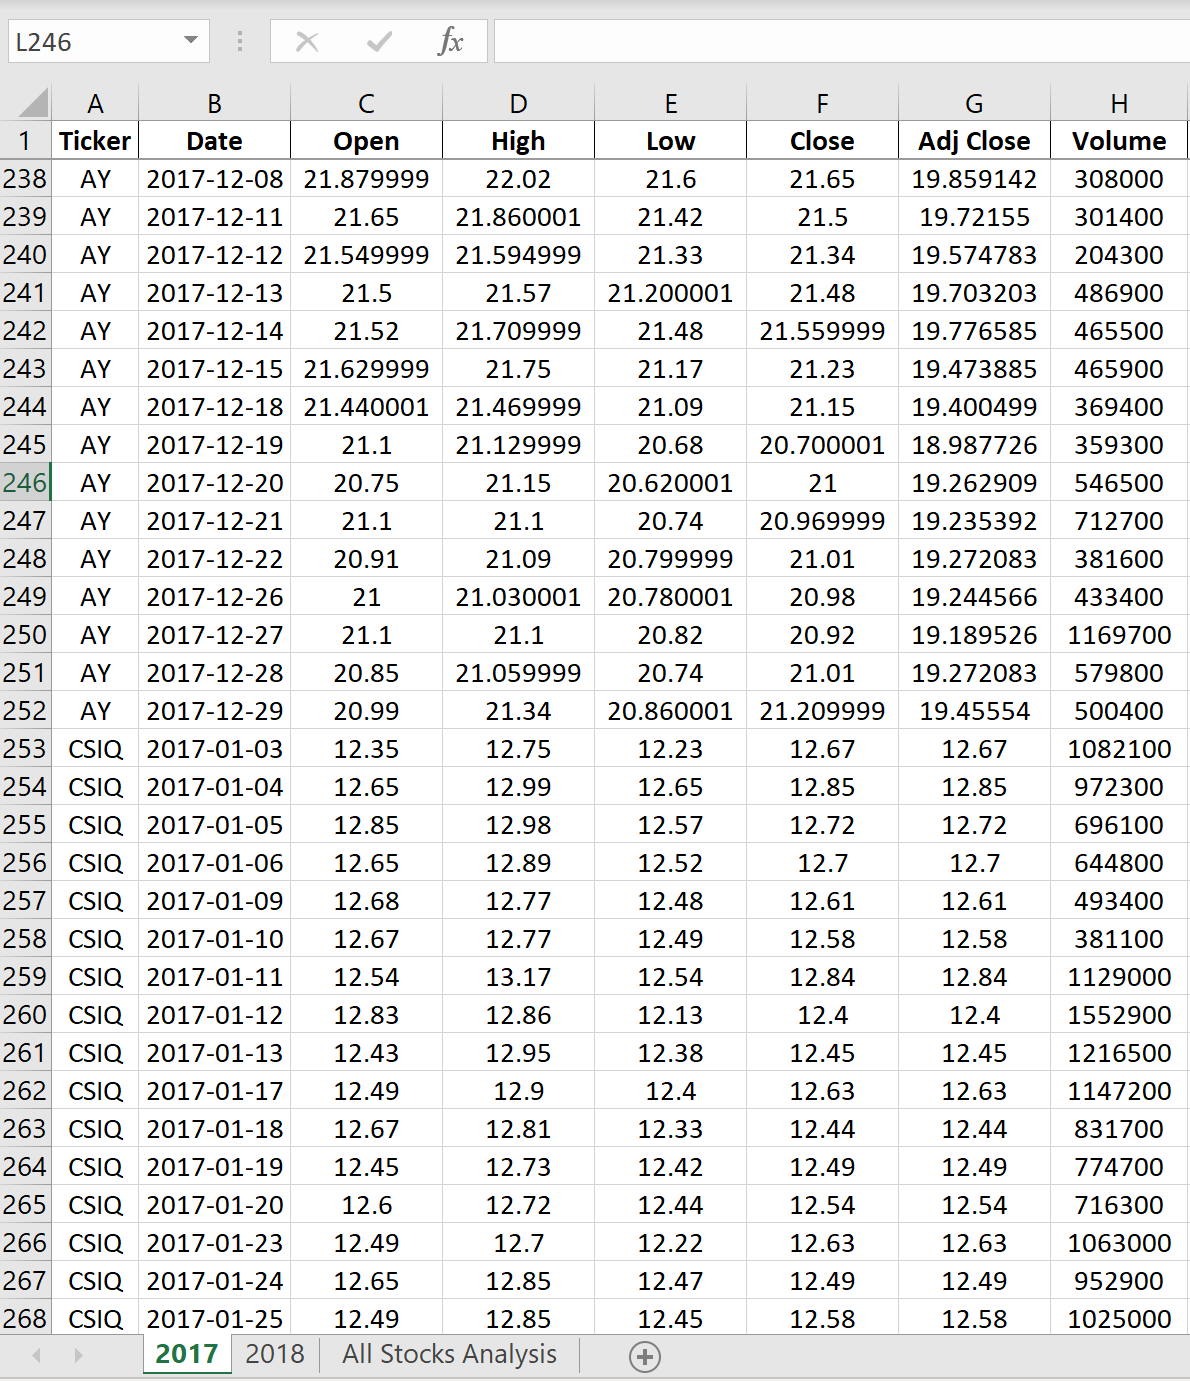 L246 fx
A B C D E F G H
1 Ticker Date Open High Low Close Adj Close Volume
238 AY 2017-12-08 21.879999 22.02 21.6 21.65 19.859142 308000
239 AY 2017-12-11 21.65 21.860001 21.42 21.5 19.72155 301400
240 AY 2017-12-12 21.549999 21.594999 21.33 21.34 19.574783 204300
241 AY 2017-12-13 21.5 21.57 21.200001 21.48 19.703203 486900
242 AY 2017-12-14 21.52 21.709999 21.48 21.559999 19.776585 465500
243 AY 2017-12-15 21.629999 21.75 21.17 21.23 19.473885 465900
244 AY 2017-12-18 21.440001 21.469999 21.09 21.15 19.400499 369400
245 AY 2017-12-19 21.1 21.129999 20.68 20.700001 18.987726 359300
246 AY 2017-12-20 20.75 21.15 20.620001 21 19.262909 546500
247 AY 2017-12-21 21.1 21.1 20.74 20.969999 19.235392 712700
248 AY 2017-12-22 20.91 21.09 20.799999 21.01 19.272083 381600
249 AY 2017-12-26 21 21.030001 20.780001 20.98 19.244566 433400
250 AY 2017-12-27 21.1 21.1 20.82 20.92 19.189526 1169700
251 AY 2017-12-28 20.85 21.059999 20.74 21.01 19.272083 579800
252 AY 2017-12-29 20.99 21.34 20.860001 21.209999 19.45554 500400
253 CSIQ 2017-01-03 12.35 12.75 12.23 12.67 12.67 1082100
254 CSIQ 2017-01-04 12.65 12.99 12.65 12.85 12.85 972300
255 CSIQ 2017-01-05 12.85 12.98 12.57 12.72 12.72 696100
256 CSIQ 2017-01-06 12.65 12.89 12.52 12.7 12.7 644800
257 CSIQ 2017-01-09 12.68 12.77 12.48 12.61 12.61 493400
258 CSIQ 2017-01-10 12.67 12.77 12.49 12.58 12.58 381100
259 CSIQ 2017-01-11 12.54 13.17 12.54 12.84 12.84 1129000
260 CSIQ 2017-01-12 12.83 12.86 12.13 12.4 12.4 1552900
261 CSIQ 2017-01-13 12.43 12.95 12.38 12.45 12.45 1216500
262 CSIQ 2017-01-17 12.49 12.9 12.4 12.63 12.63 1147200
263 CSIQ 2017-01-18 12.67 12.81 12.33 12.44 12.44 831700
264 CSIQ 2017-01-19 12.45 12.73 12.42 12.49 12.49 774700
265 CSIQ 2017-01-20 12.6 12.72 12.44 12.54 12.54 716300
266 CSIQ 2017-01-23 12.49 12.7 12.22 12.63 12.63 1063000
267 CSIQ 2017-01-24 12.65 12.85 12.47 12.49 12.49 952900
268 CSIQ 2017-01-25 12.49 12.85 12.45 12.58 12.58 1025000
2017 2018 All Stocks Analysis